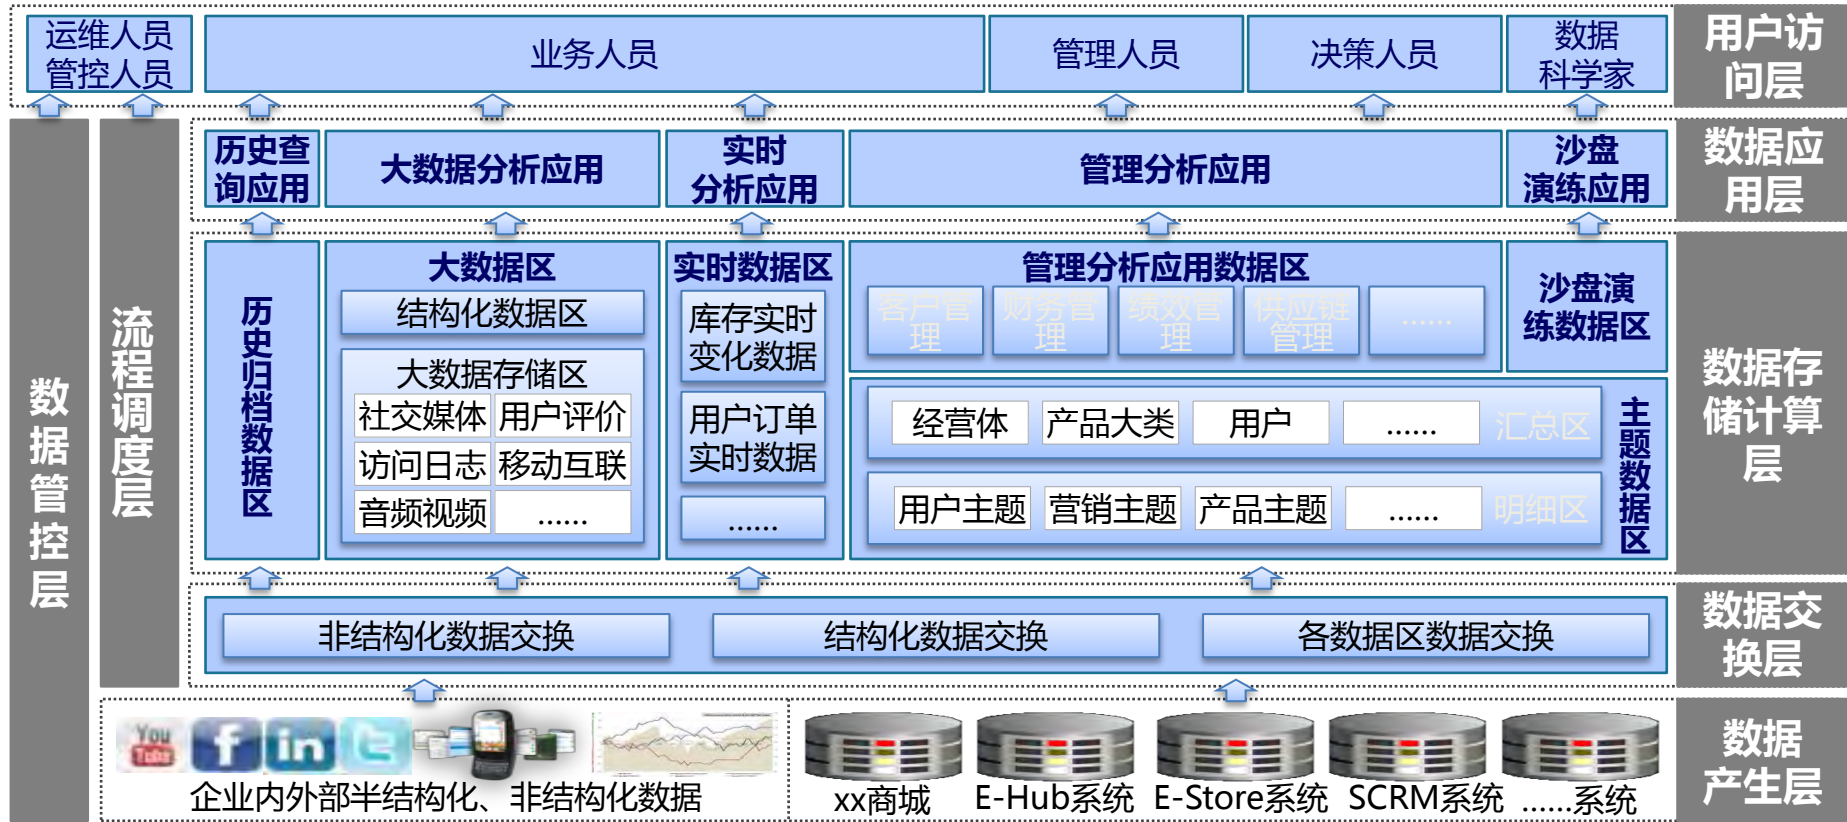 运维人员
管控人员
业务人员
管理人员
决策人员
数据
科学家
用户访
问层
历史查
询应用
大数据分析应用
实时
分析应用
管理分析应用
沙盘
演练应用
数据应
用层
数据管控层
流程调度层
历史归档数据区
大数据区
结构化数据区
大数据存储区
社交媒体
用户评价
访问日志
移动互联
音频视频
......
实时数据区
库存实时
变化数据
用户订单
实时数据
......
管理分析应用数据区
客户管
理
财务管
理
绩效管
理
供应链
管理
......
沙盘演
练数据区
经营体
产品大类
用户
......
汇总区
用户主题
营销主题
产品主题
......
明细区
主题数据区
数据存
储计算
层
非结构化数据交换
结构化数据交换
各数据区数据交换
数据交
换层
You
Tube
f
in
t
企业内外部半结构化、非结构化数据
xx商城
E-Hub系统
E-Store系统
SCRM系统
......系统
数据
产生层